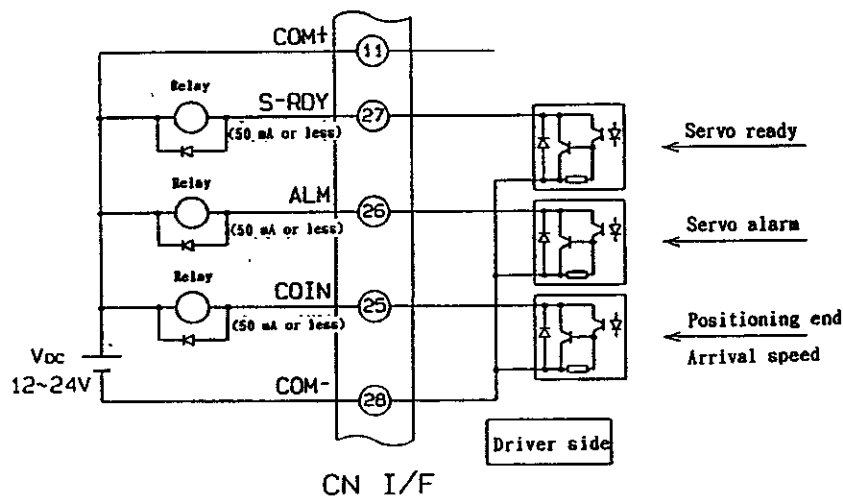 COM+
11
Relay
S-RDY
27
(50 mA or less)
Servo ready
Relay
ALM
26
(50 mA or less)
Servo alarm
Relay
COIN
25
(50 mA or less)
Positioning end
Arrival speed
VDC
12~24V
COM-
28
Driver side
CN I/F